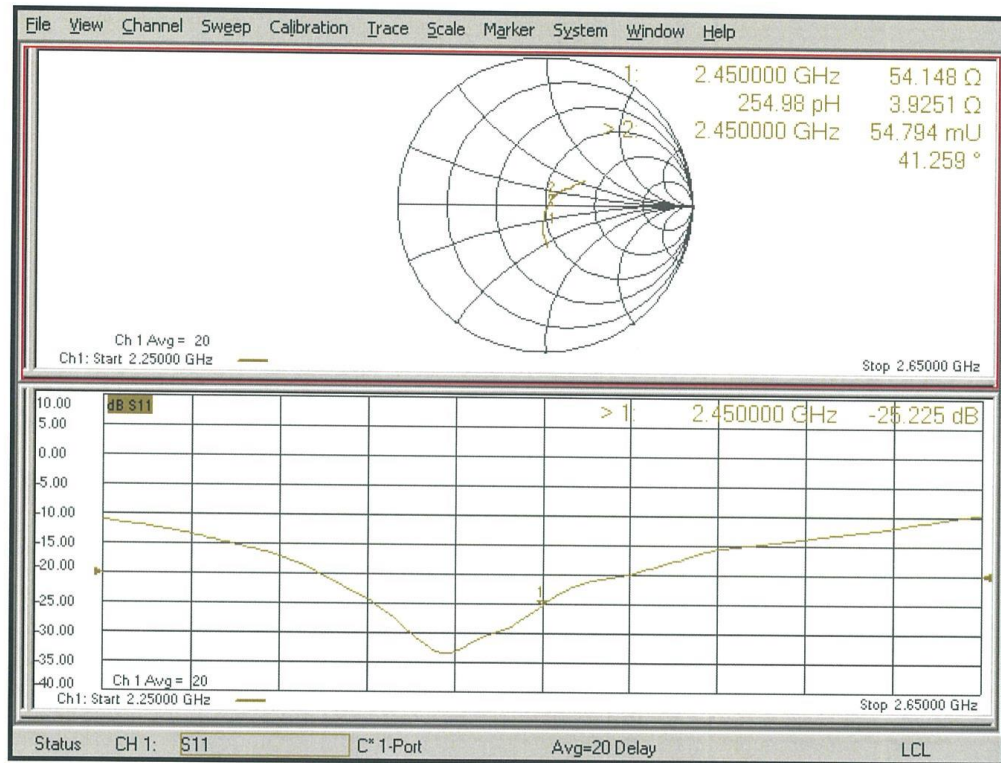 File View Channel Sweep Calibration Trace Scale Marker System Window Help
1: 2.450000 GHz 54.148 Ω
254.98 pH 3.9251 Ω
> 2: 2.450000 GHz 54.794 mU
41.259 °
2
1
Ch 1 Avg = 20
Ch1: Start 2.25000 GHz
Stop 2.65000 GHz
dB S11
> 1: 2.450000 GHz -25.225 dB
10.00
5.00
0.00
-5.00
-10.00
-15.00
-20.00
-25.00
-30.00
-35.00
-40.00
1
Ch 1 Avg = 20
Ch1: Start 2.25000 GHz
Stop 2.65000 GHz
Status CH 1: S11 C* 1-Port Avg=20 Delay LCL